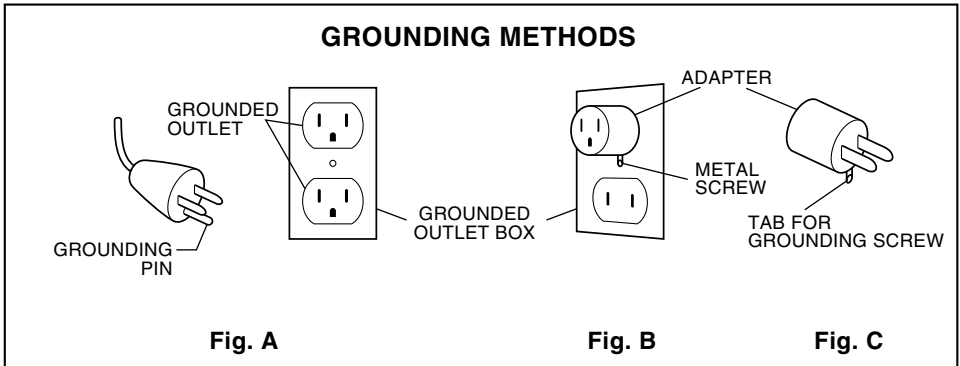 GROUNDING METHODS
GROUNDED
OUTLET
GROUNDING
PIN
GROUNDED
OUTLET BOX
ADAPTER
METAL
SCREW
TAB FOR
GROUNDING SCREW
Fig. A
Fig. B
Fig. C